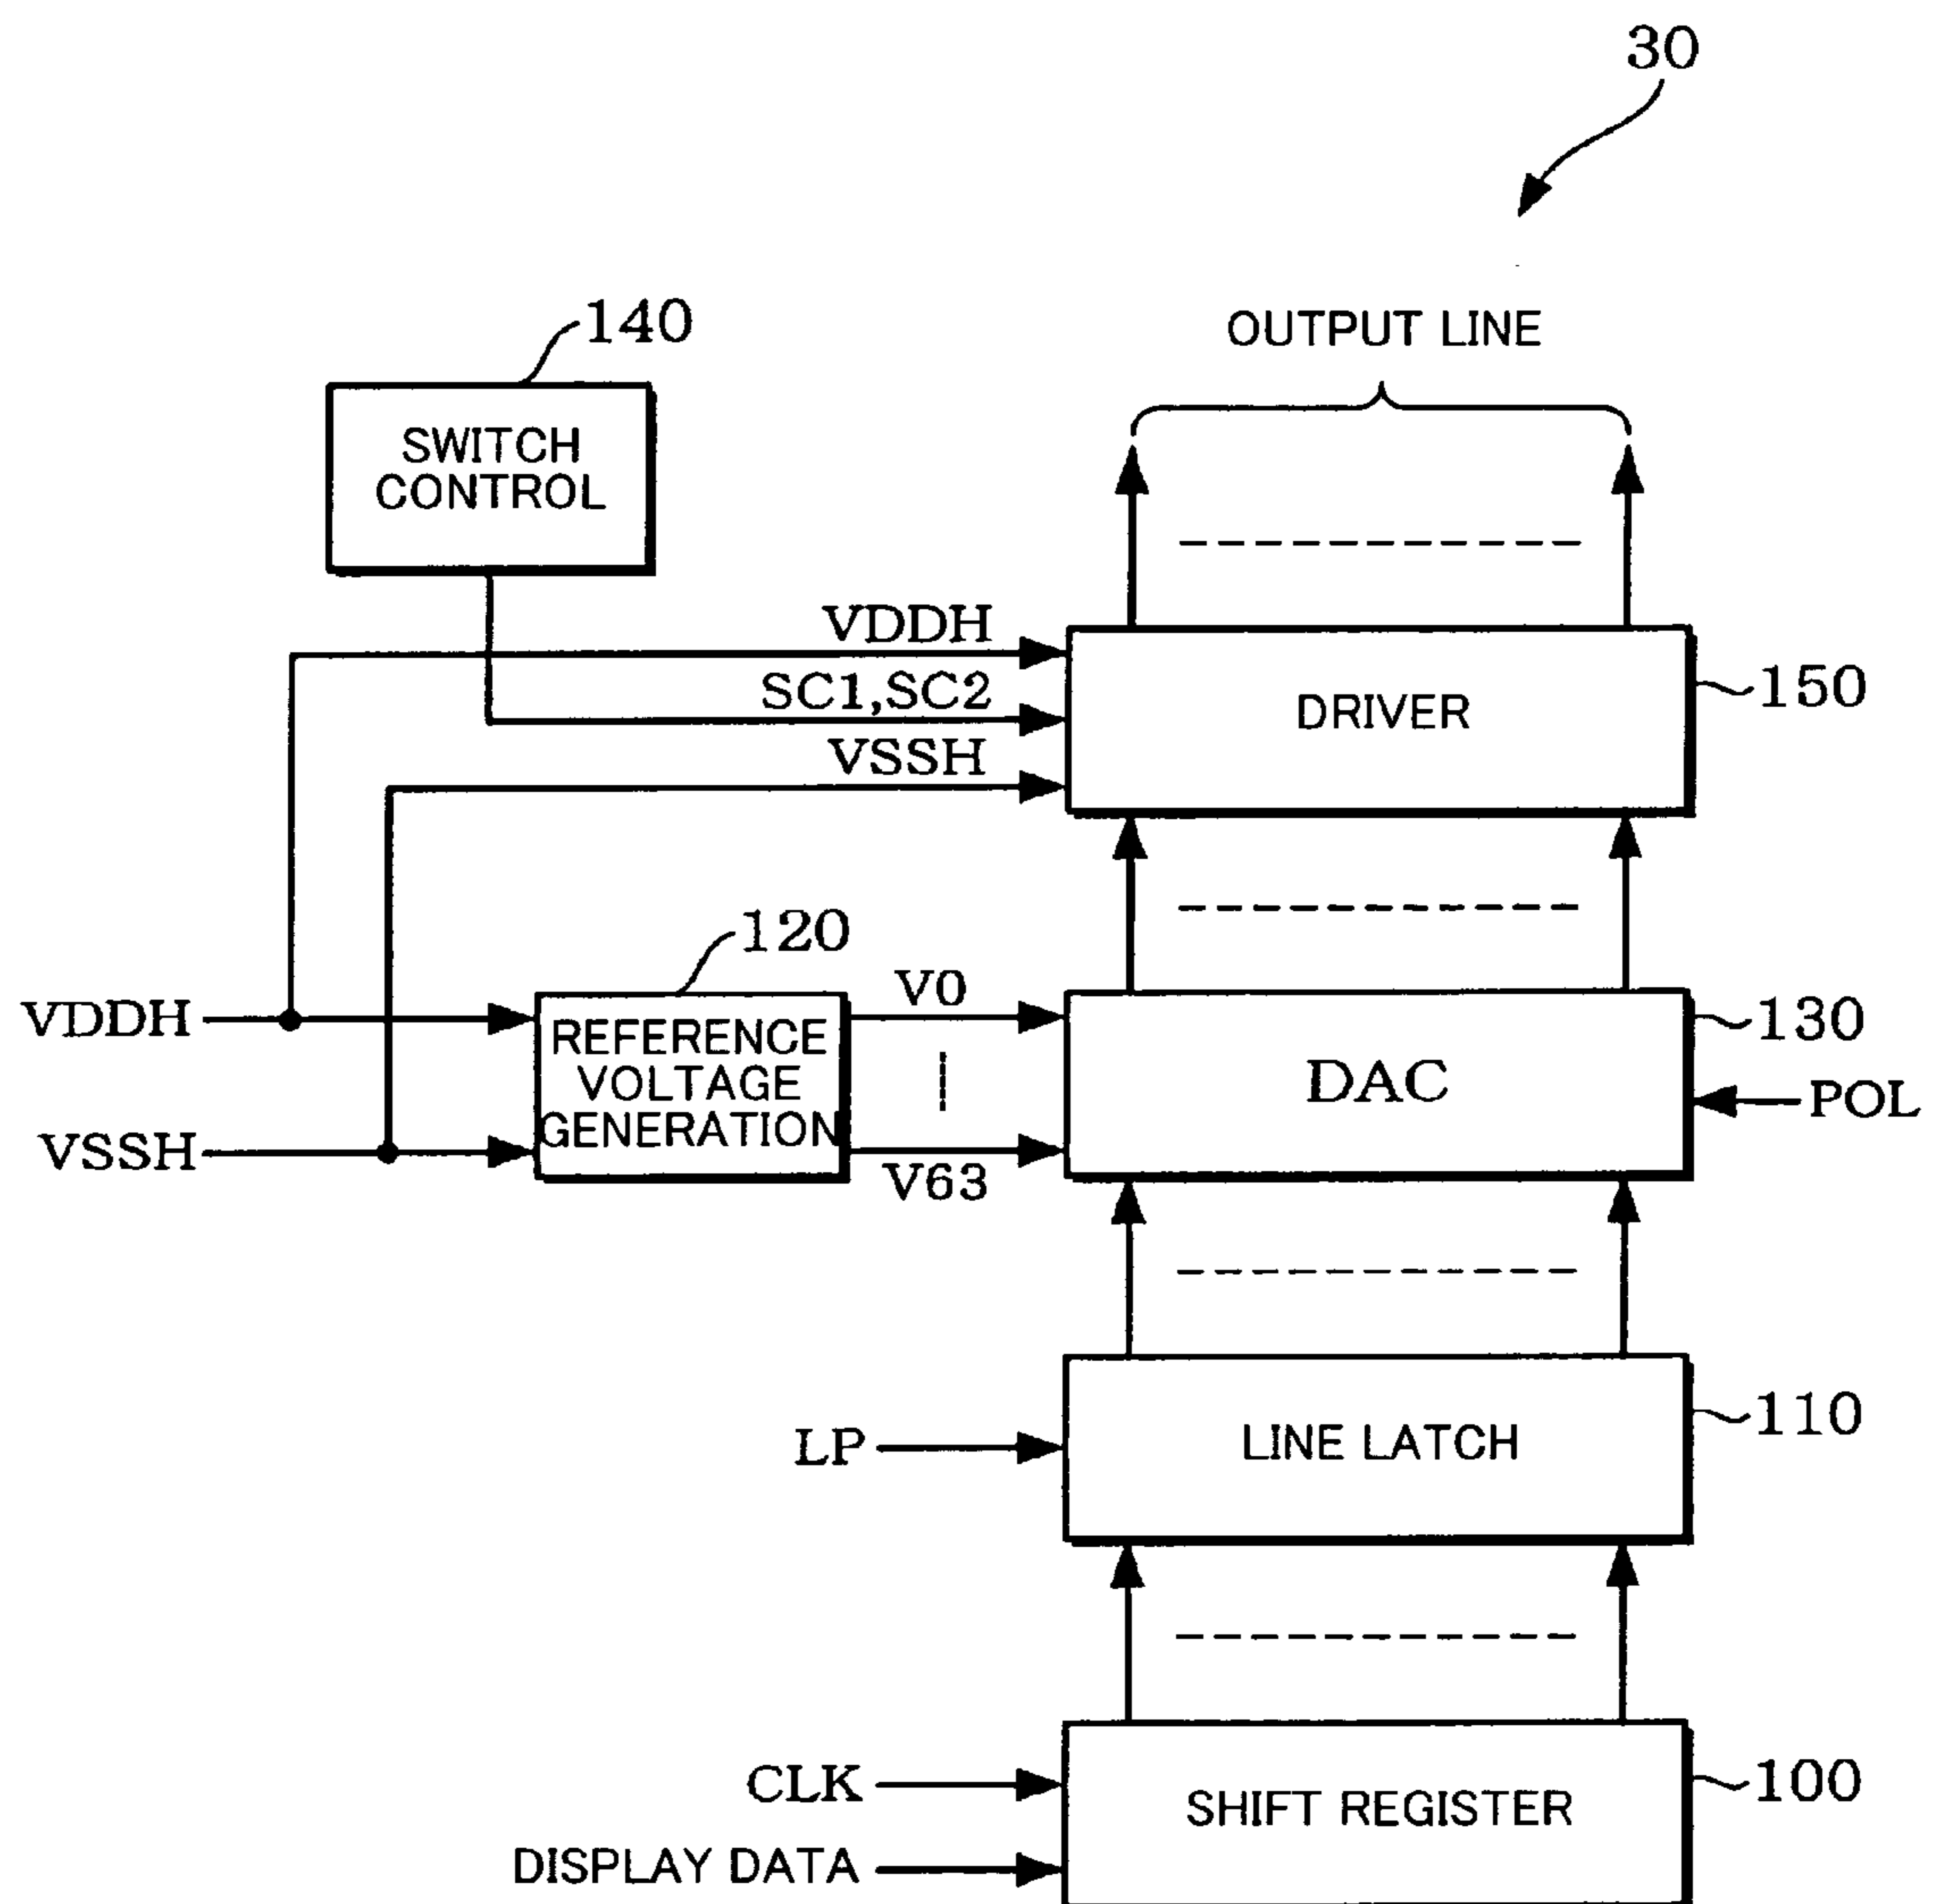 30
140
OUTPUT LINE
SWITCH
CONTROL
VDDH
SC1,SC2
VSSH
DRIVER
150
120
VDDH
VSSH
REFERENCE
VOLTAGE
GENERATION
V0
V63
DAC
130
POL
LP
LINE LATCH
110
CLK
DISPLAY DATA
SHIFT REGISTER
100